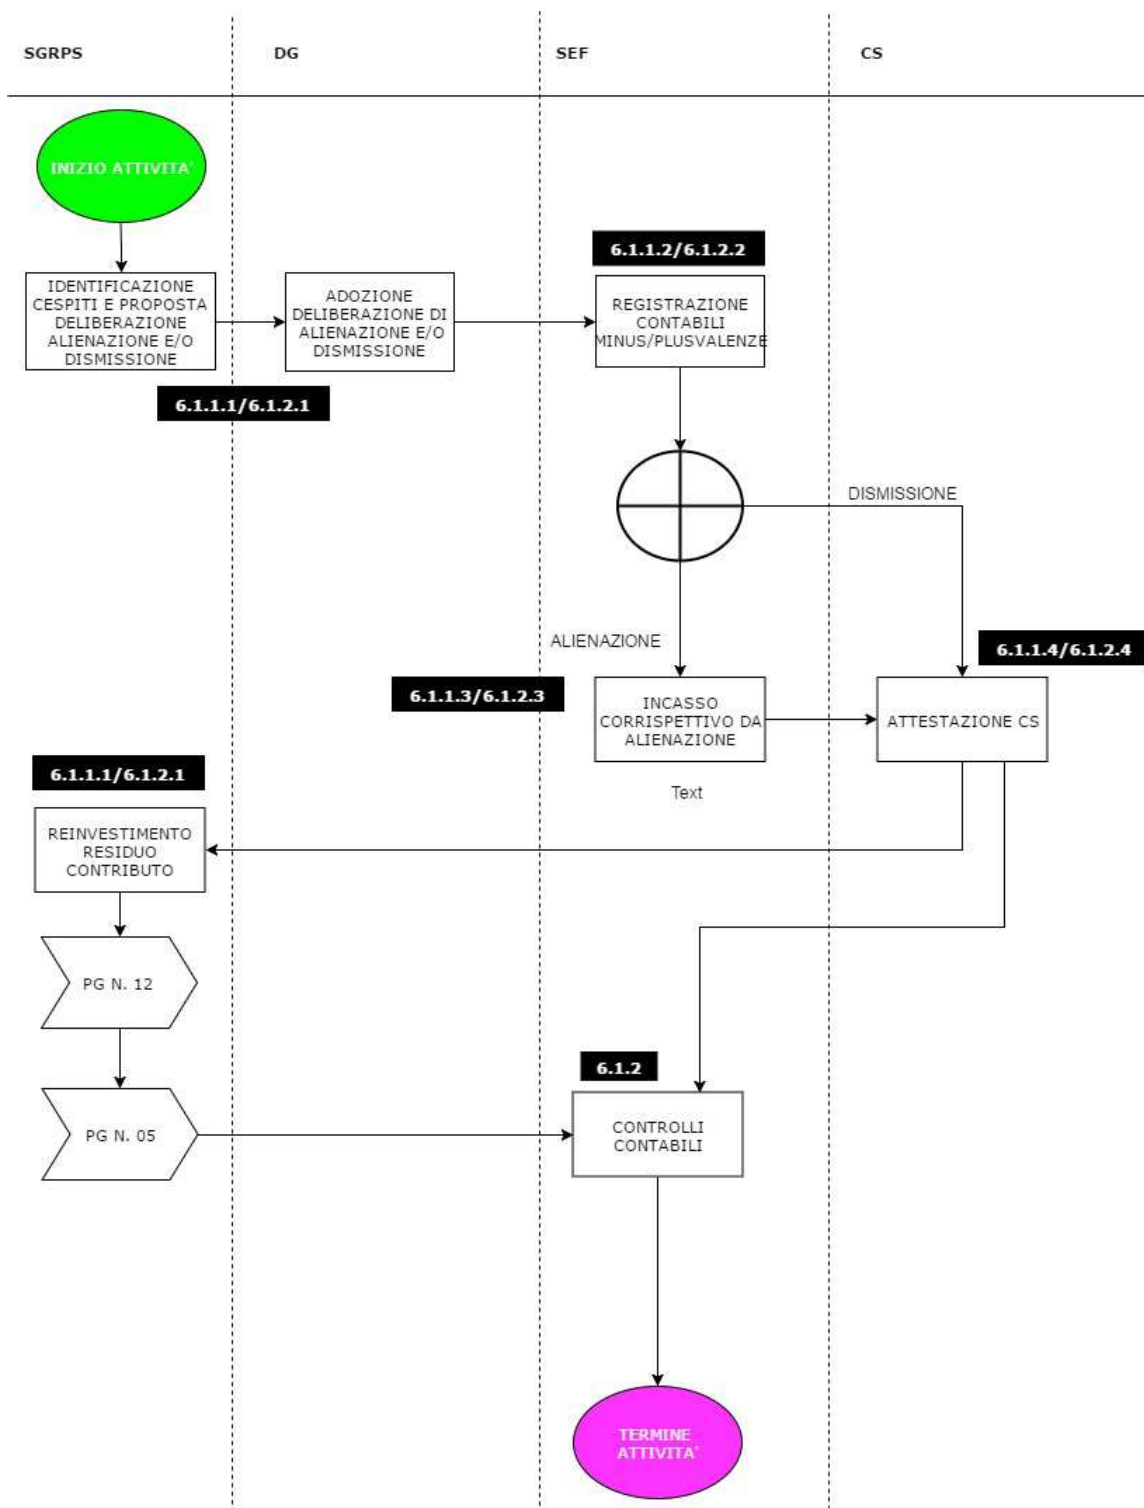 SGRPS
DG
SEF
CS
INIZIO ATTIVITA'
6.1.1.2/6.1.2.2
IDENTIFICAZIONE
CESPITI E PROPOSTA
DELIBERAZIONE
ALIENAZIONE E/O
DISMISSIONE
ADOZIONE
DELIBERAZIONE DI
ALIENAZIONE E/O
DISMISSIONE
REGISTRAZIONE
CONTABILI
MINUS/PLUSVALENZE
6.1.1.1/6.1.2.1
DISMISSIONE
ALIENAZIONE
6.1.1.4/6.1.2.4
6.1.1.3/6.1.2.3
INCASSO
CORRISPETTIVO DA
ALIENAZIONE
ATTESTAZIONE CS
6.1.1.1/6.1.2.1
Text
REINVESTIMENTO
RESIDUO
CONTRIBUTO
PG N. 12
6.1.2
PG N. 05
CONTROLLI
CONTABILI
TERMINE
ATTIVITA'